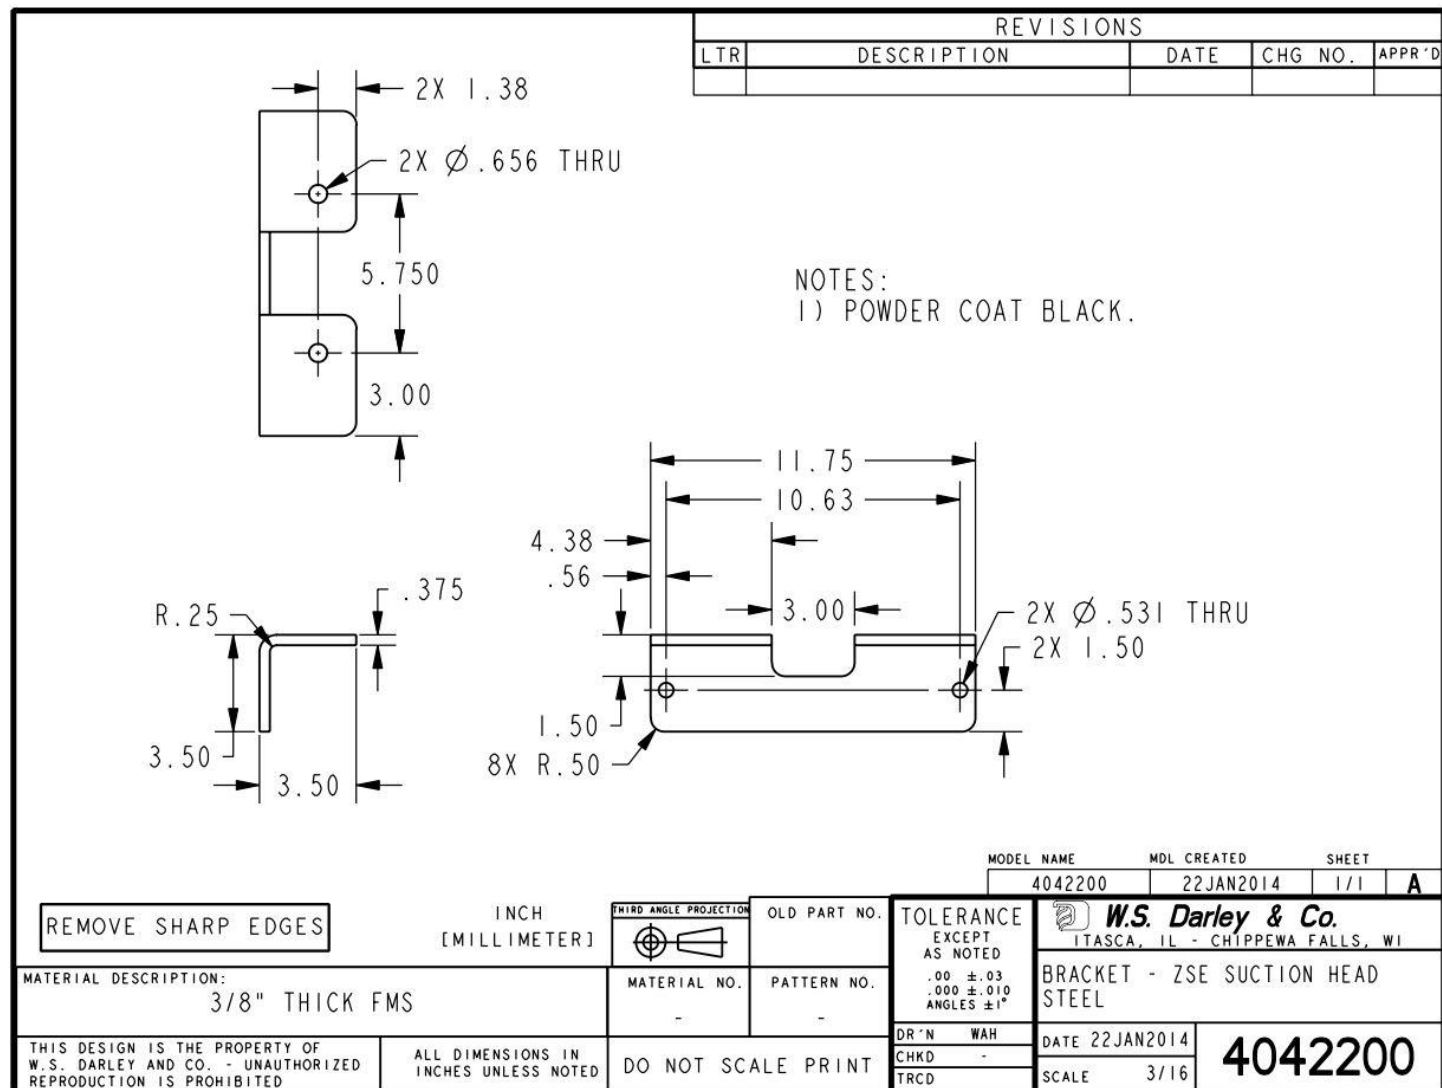 REVISIONS
LTR DESCRIPTION DATE CHG NO. APPR'D
2X 1.38
2X Ø.656 THRU
5.750
3.00
NOTES:
1) POWDER COAT BLACK.
11.75
10.63
4.38
.56
3.00
2X Ø.531 THRU
2X 1.50
1.50
8X R.50
.375
R.25
3.50
3.50
MODEL NAME MDL CREATED SHEET
4042200 22JAN2014 1/1 A
REMOVE SHARP EDGES
INCH
[MILLIMETER]
THIRD ANGLE PROJECTION
OLD PART NO.
TOLERANCE
EXCEPT
AS NOTED
.00 ±.03
.000 ±.010
ANGLES ±1°
W.S. Darley & Co.
ITASCA, IL - CHIPPEWA FALLS, WI
MATERIAL DESCRIPTION:
3/8" THICK FMS
MATERIAL NO.
-
PATTERN NO.
-
BRACKET - ZSE SUCTION HEAD
STEEL
THIS DESIGN IS THE PROPERTY OF
W.S. DARLEY AND CO. - UNAUTHORIZED
REPRODUCTION IS PROHIBITED
ALL DIMENSIONS IN
INCHES UNLESS NOTED
DO NOT SCALE PRINT
DR'N WAH
CHKD -
TRCD
DATE 22JAN2014
SCALE 3/16
4042200